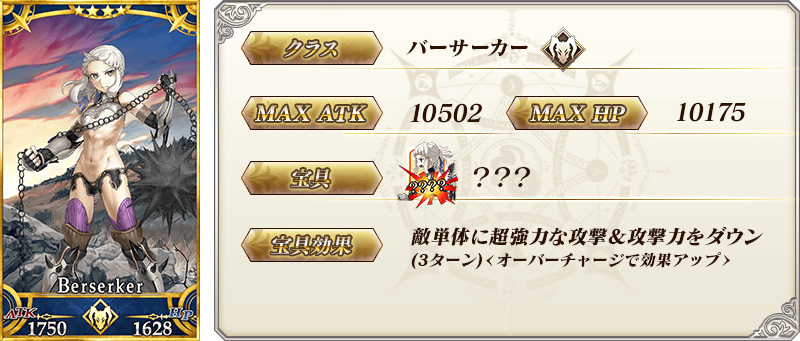 Berserker
ATK
HP
1750
1628
クラス
バーサーカー
MAX ATK
10502
MAX HP
10175
宝具
????
???
宝具効果
敵単体に超強力な攻撃&攻撃力をダウン
(3ターン)<オーバーチャージで効果アップ>